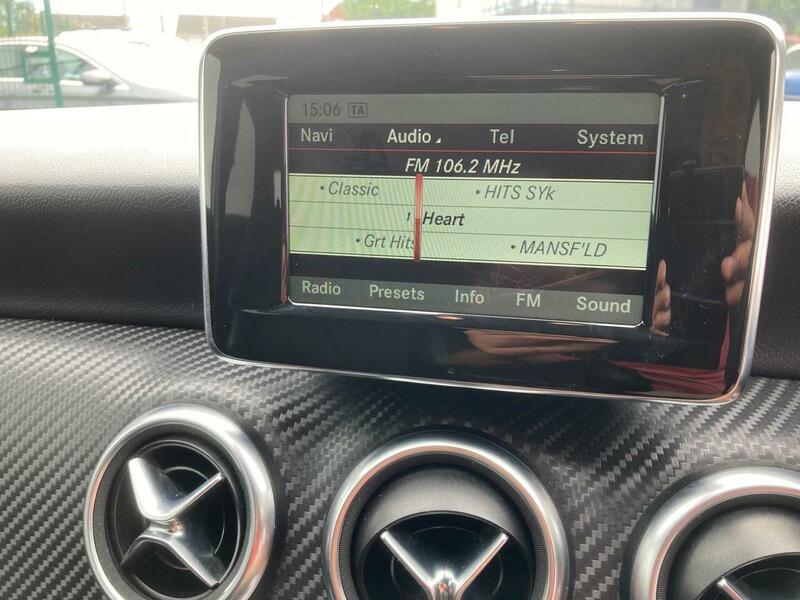 15:06 TA
Navi Audio Tel System
FM 106.2 MHz
• Classic • HITS SYk
1 Heart
• Grt Hits • MANSF'LD
Radio Presets Info FM Sound